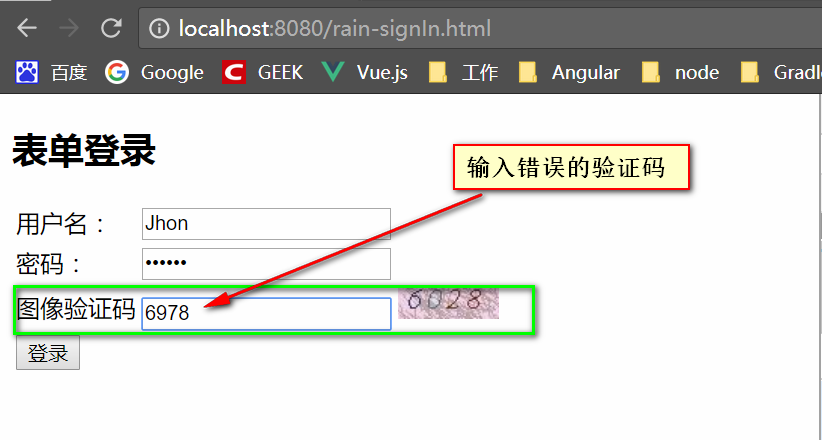 localhost:8080/rain-signIn.html
百度 Google GEEK Vue.js 工作 Angular node Gradl
表单登录
输入错误的验证码
用户名： Jhon
密码： ••••••
图像验证码 6978 6028
登录